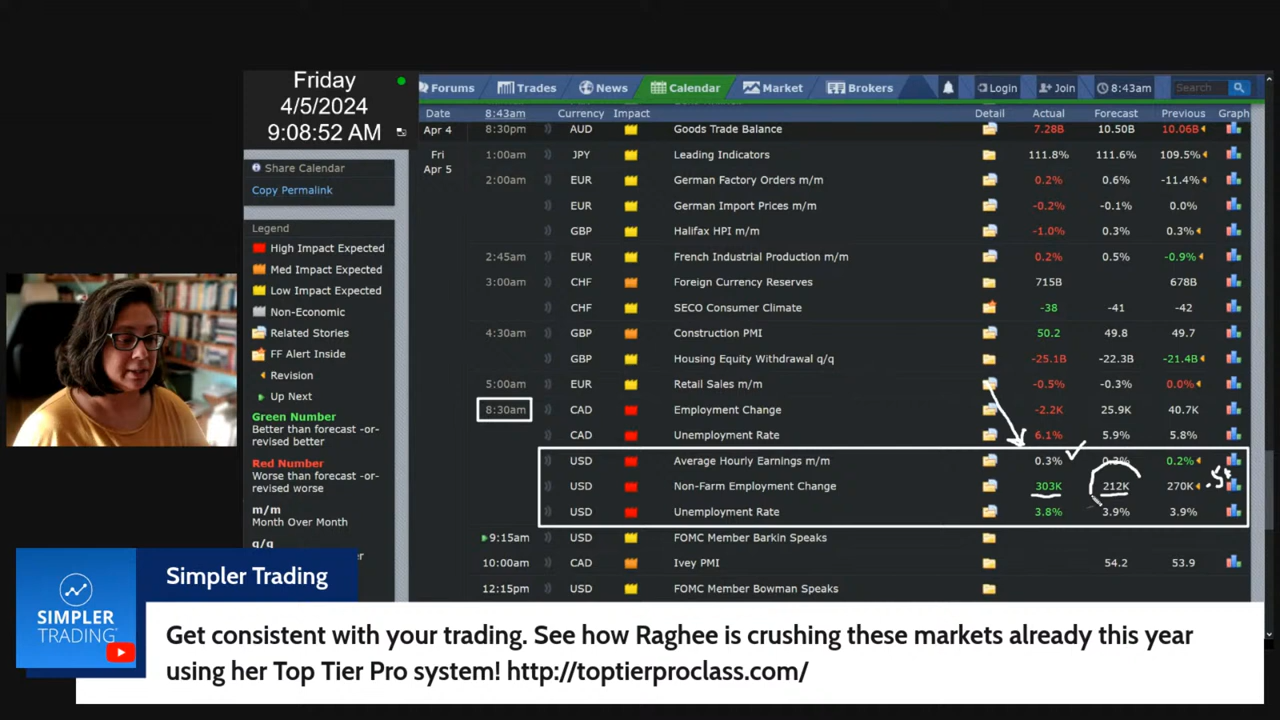 Friday
4/5/2024
9:08:52 AM
Forums Trades News Calendar Market Brokers Login Join 8:43am Search
Date 8:43am Currency Impact Detail Actual Forecast Previous Graph
Apr 4 8:30pm AUD Goods Trade Balance 7.28B 10.50B 10.06B
Fri Apr 5 1:00am JPY Leading Indicators 111.8% 111.6% 109.5%
2:00am EUR German Factory Orders m/m 0.2% 0.6% -11.4%
EUR German Import Prices m/m -0.2% -0.1% 0.0%
GBP Halifax HPI m/m -1.0% 0.3% 0.3%
2:45am EUR French Industrial Production m/m 0.2% 0.5% -0.9%
3:00am CHF Foreign Currency Reserves 715B 678B
CHF SECO Consumer Climate -38 -41 -42
4:30am GBP Construction PMI 50.2 49.8 49.7
GBP Housing Equity Withdrawal q/q -25.1B -22.3B -21.4B
5:00am EUR Retail Sales m/m -0.5% -0.3% 0.0%
8:30am CAD Employment Change -2.2K 25.9K 40.7K
CAD Unemployment Rate 6.1% 5.9% 5.8%
USD Average Hourly Earnings m/m 0.3% 0.3% 0.2%
USD Non-Farm Employment Change 303K 212K 270K
USD Unemployment Rate 3.8% 3.9% 3.9%
9:15am USD FOMC Member Barkin Speaks
10:00am CAD Ivey PMI 54.2 53.9
12:15pm USD FOMC Member Bowman Speaks
Share Calendar
Copy Permalink
Legend
High Impact Expected
Med Impact Expected
Low Impact Expected
Non-Economic
Related Stories
FF Alert Inside
Revision
Up Next
Green Number
Better than forecast -or-
revised better
Red Number
Worse than forecast -or-
revised worse
m/m
Month Over Month
q/q
SIMPLER
TRADING
Simpler Trading
Get consistent with your trading. See how Raghee is crushing these markets already this year
using her Top Tier Pro system! http://toptierproclass.com/